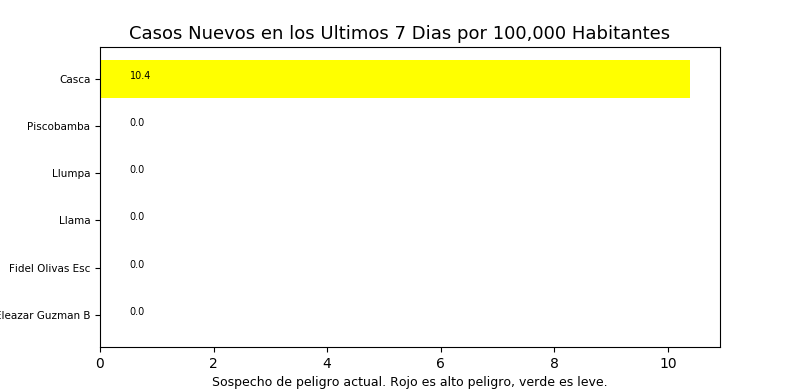 Casos Nuevos en los Ultimos 7 Dias por 100,000 Habitantes
Casca 10.4
Piscobamba 0.0
Llumpa 0.0
Llama 0.0
Fidel Olivas Esc 0.0
Eleazar Guzman B 0.0
0 2 4 6 8 10
Sospecho de peligro actual. Rojo es alto peligro, verde es leve.